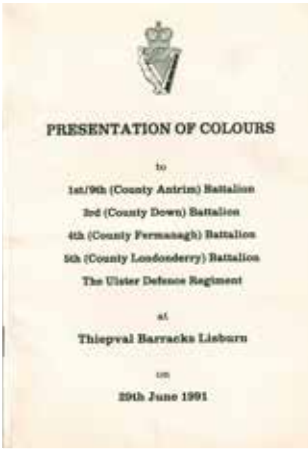 PRESENTATION OF COLOURS
to
1st/9th (County Antrim) Battalion
3rd (County Down) Battalion
4th (County Fermanagh) Battalion
5th (County Londonderry) Battalion
The Ulster Defence Regiment
at
Thiepval Barracks Lisburn
on
29th June 1991